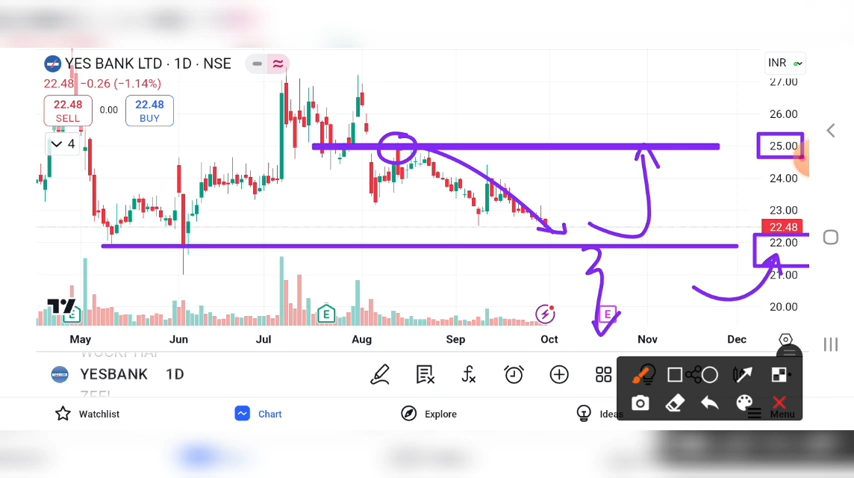 YES BANK LTD · 1D · NSE
INR
22.48 −0.26 (−1.14%)
22.48
SELL
0.00
22.48
BUY
4
27.00
26.00
25.00
24.00
23.00
22.48
22.00
21.00
20.00
E
E
E
May
Jun
Jul
Aug
Sep
Oct
Nov
Dec
YESBANK 1D
Watchlist
Chart
Explore
Ideas
Menu